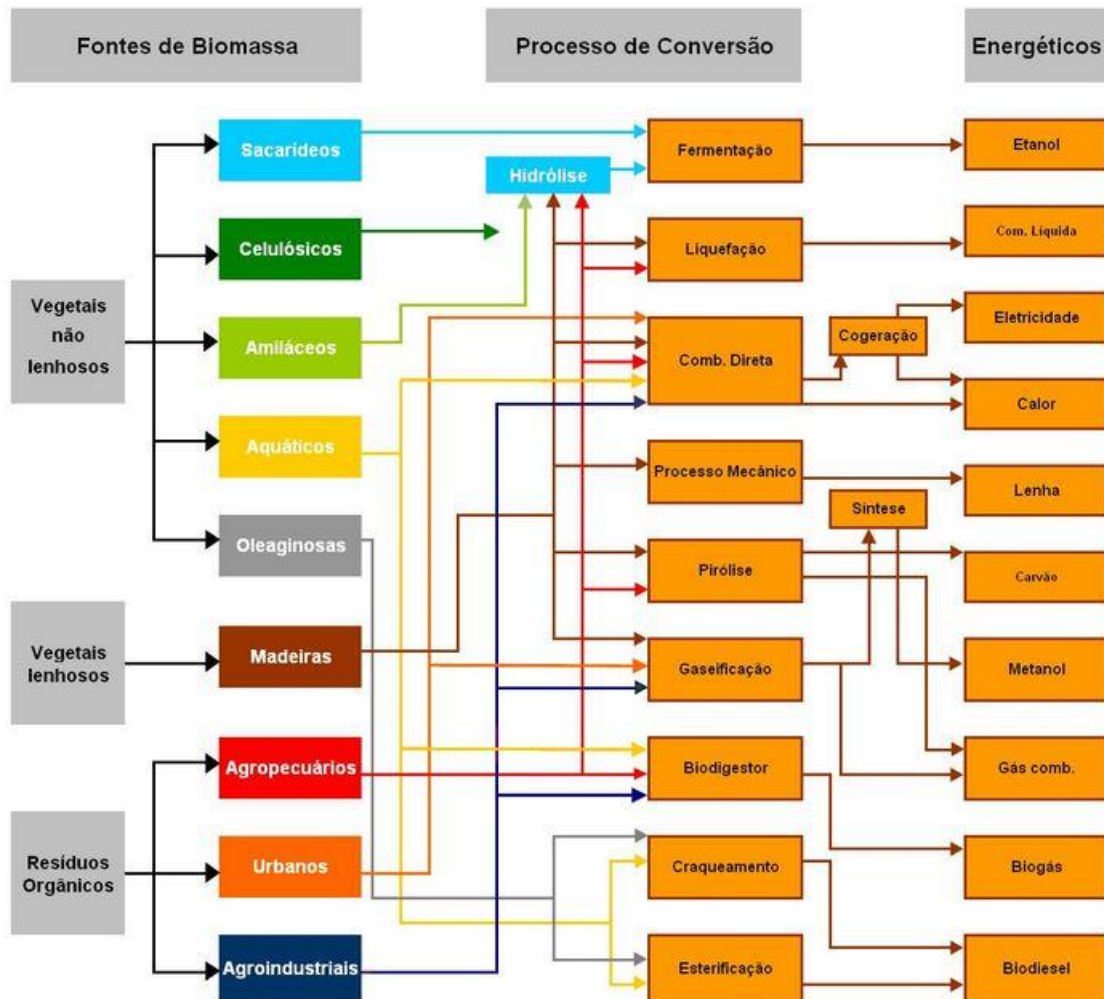 Fontes de Biomassa
Processo de Conversão
Energéticos
Vegetais
não
lenhosos
Vegetais
lenhosos
Resíduos
Orgânicos
Sacarídeos
Celulósicos
Amiláceos
Aquáticos
Oleaginosas
Madeiras
Agropecuários
Urbanos
Agroindustriais
Hidrólise
Fermentação
Liquefação
Comb. Direta
Processo Mecânico
Pirólise
Gaseificação
Biodigestor
Craqueamento
Esterificação
Cogeração
Síntese
Etanol
Com. Líquida
Eletricidade
Calor
Lenha
Carvão
Metanol
Gás comb.
Biogás
Biodiesel